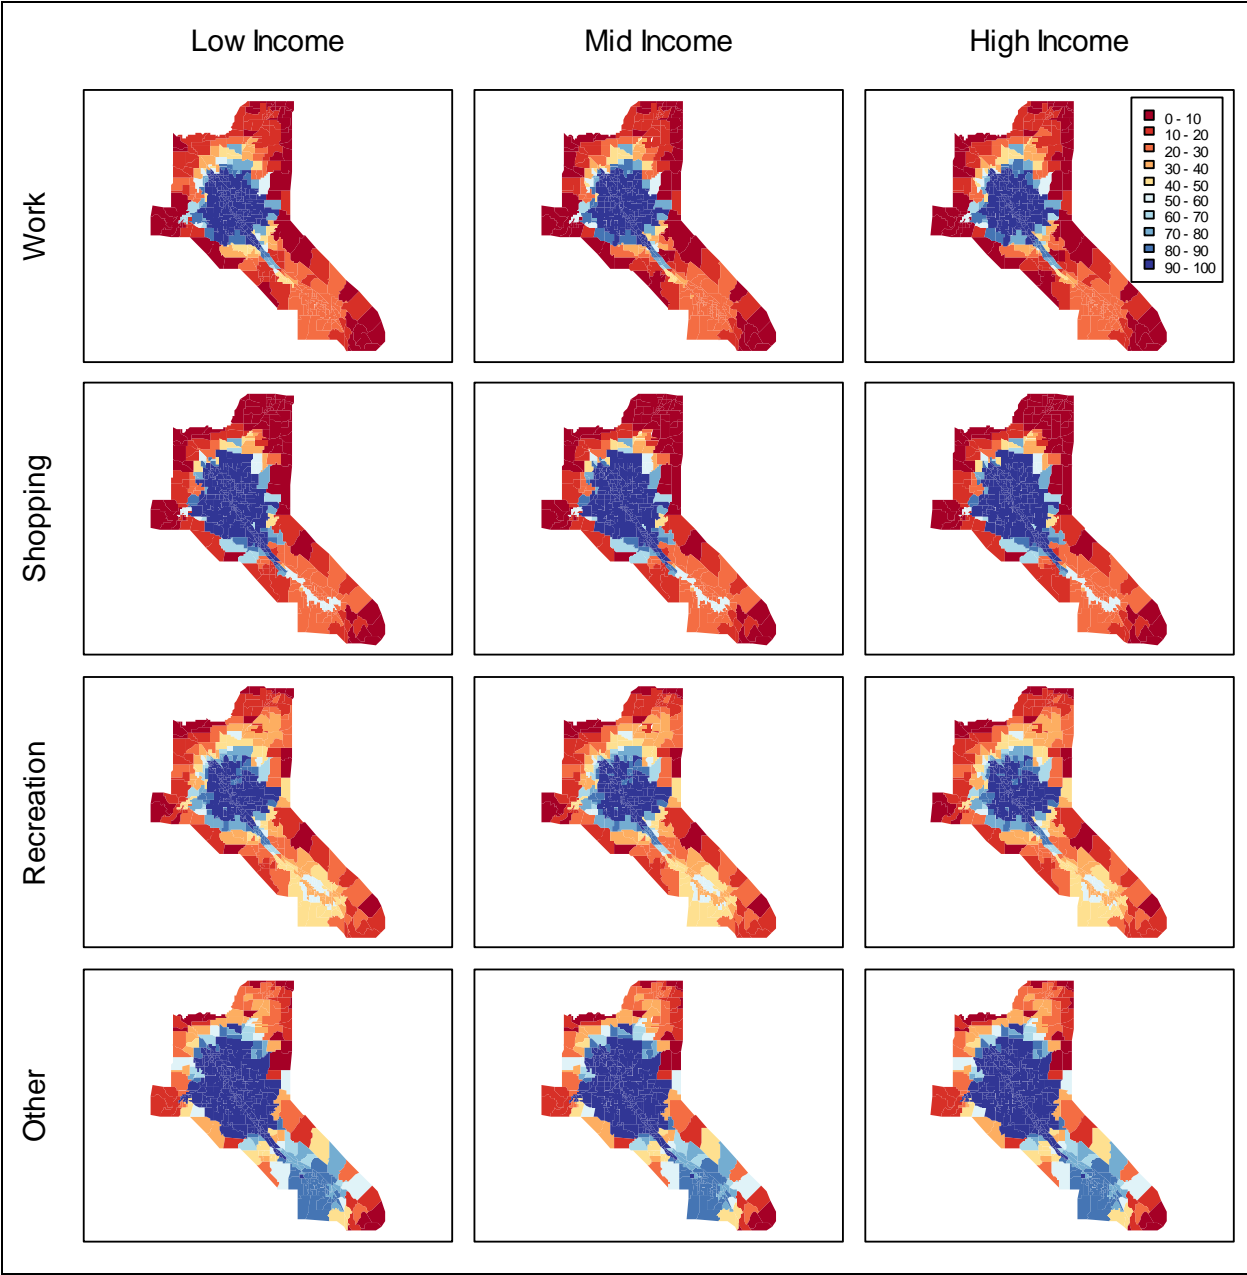 Low Income
Mid Income
High Income
Work
0 - 10
10 - 20
20 - 30
30 - 40
40 - 50
50 - 60
60 - 70
70 - 80
80 - 90
90 - 100
Shopping
Recreation
Other